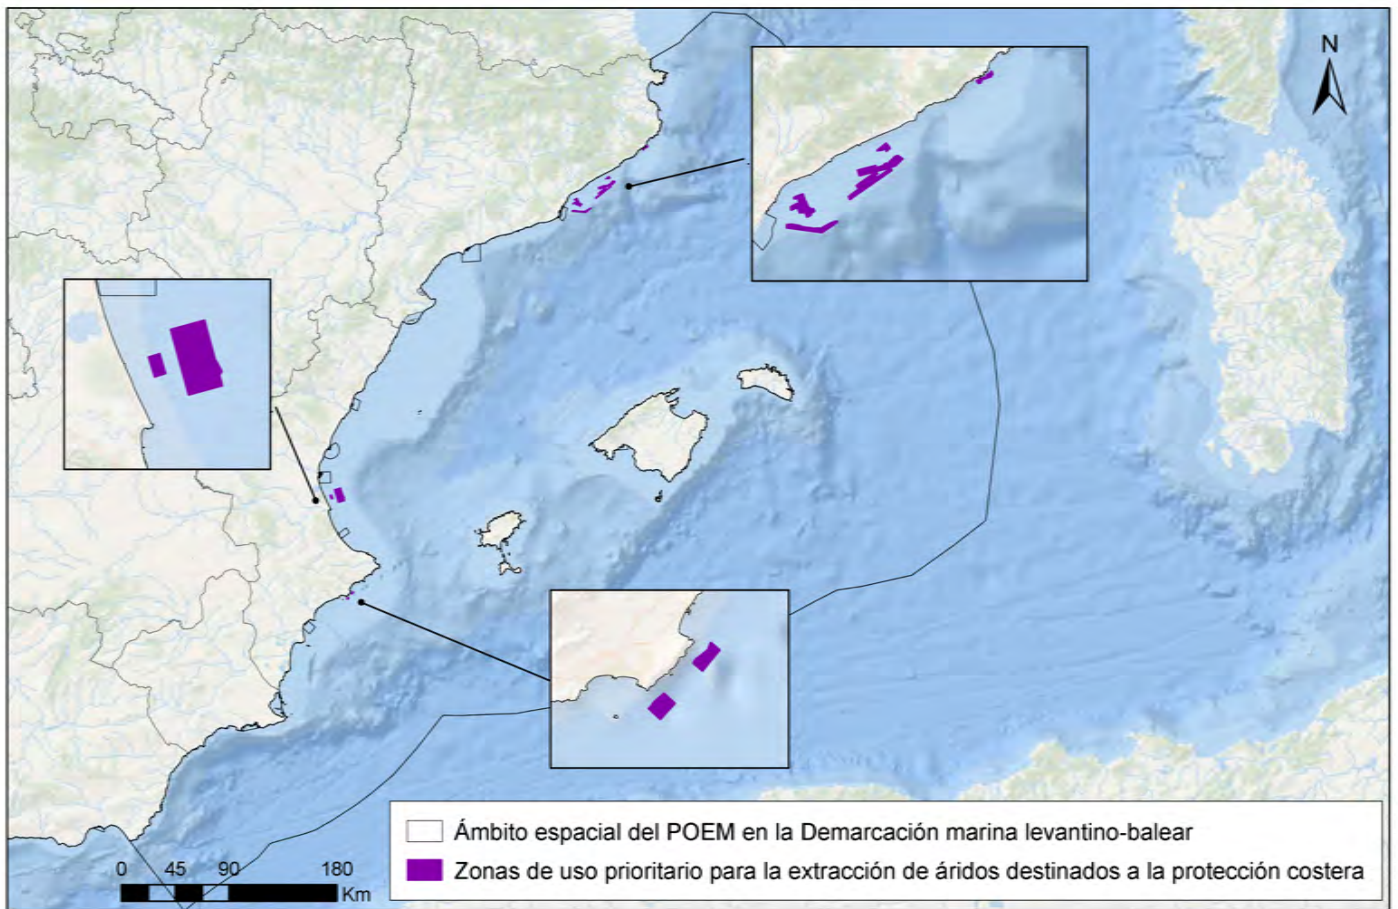 N
Ámbito espacial del POEM en la Demarcación marina levantino-balear
Zonas de uso prioritario para la extracción de áridos destinados a la protección costera
0 45 90 180
Km